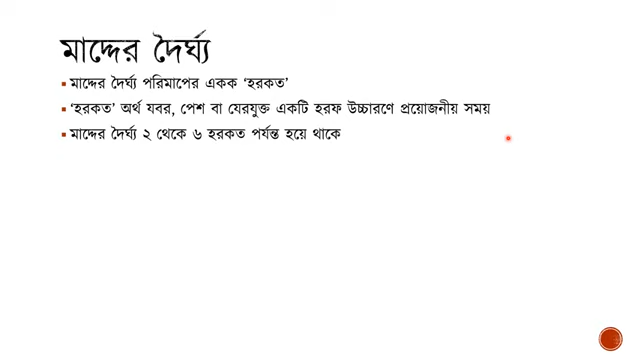 মাদ্দের দৈর্ঘ্য
মাদ্দের দৈর্ঘ্য পরিমাপের একক ‘হরকত’
‘হরকত’ অর্থ যবর, পেশ বা যেরযুক্ত একটি হরফ উচ্চারণে প্রয়োজনীয় সময়
মাদ্দের দৈর্ঘ্য ২ থেকে ৬ হরকত পর্যন্ত হয়ে থাকে